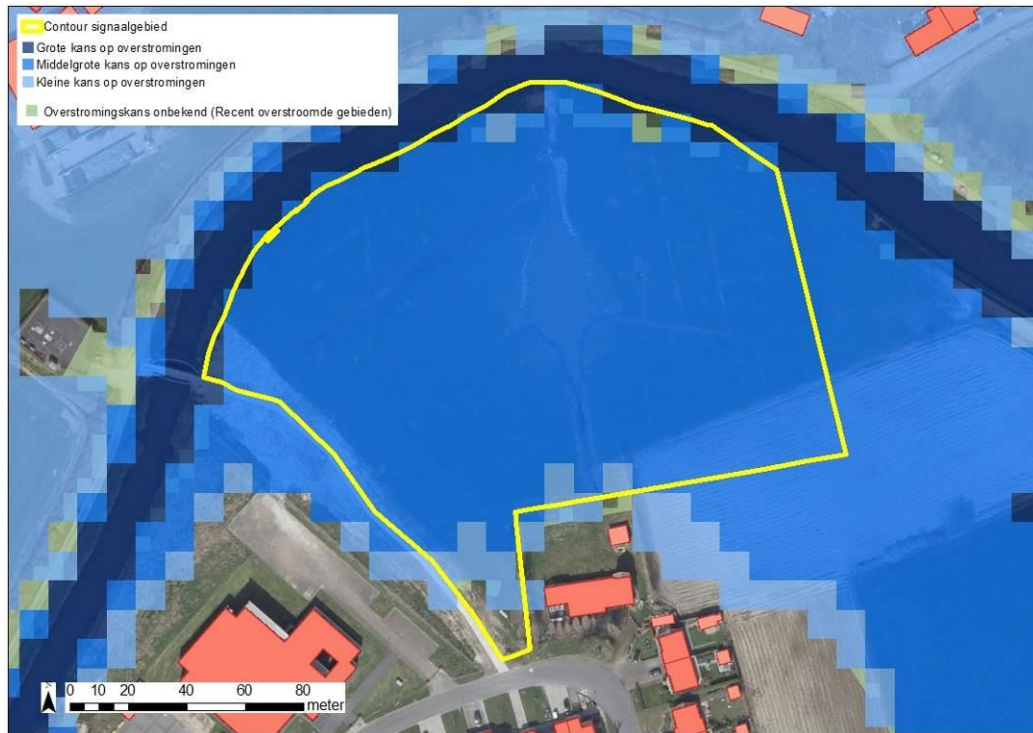 Contour signaalgebied
Grote kans op overstromingen
Middelgrote kans op overstromingen
Kleine kans op overstromingen
Overstromingskans onbekend (Recent overstroomde gebieden)
N
0 10 20 40 60 80
meter